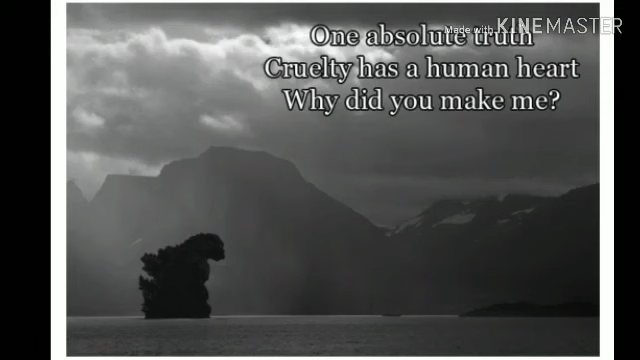 Made with KINEMASTER
One absolute truth
Cruelty has a human heart
Why did you make me?